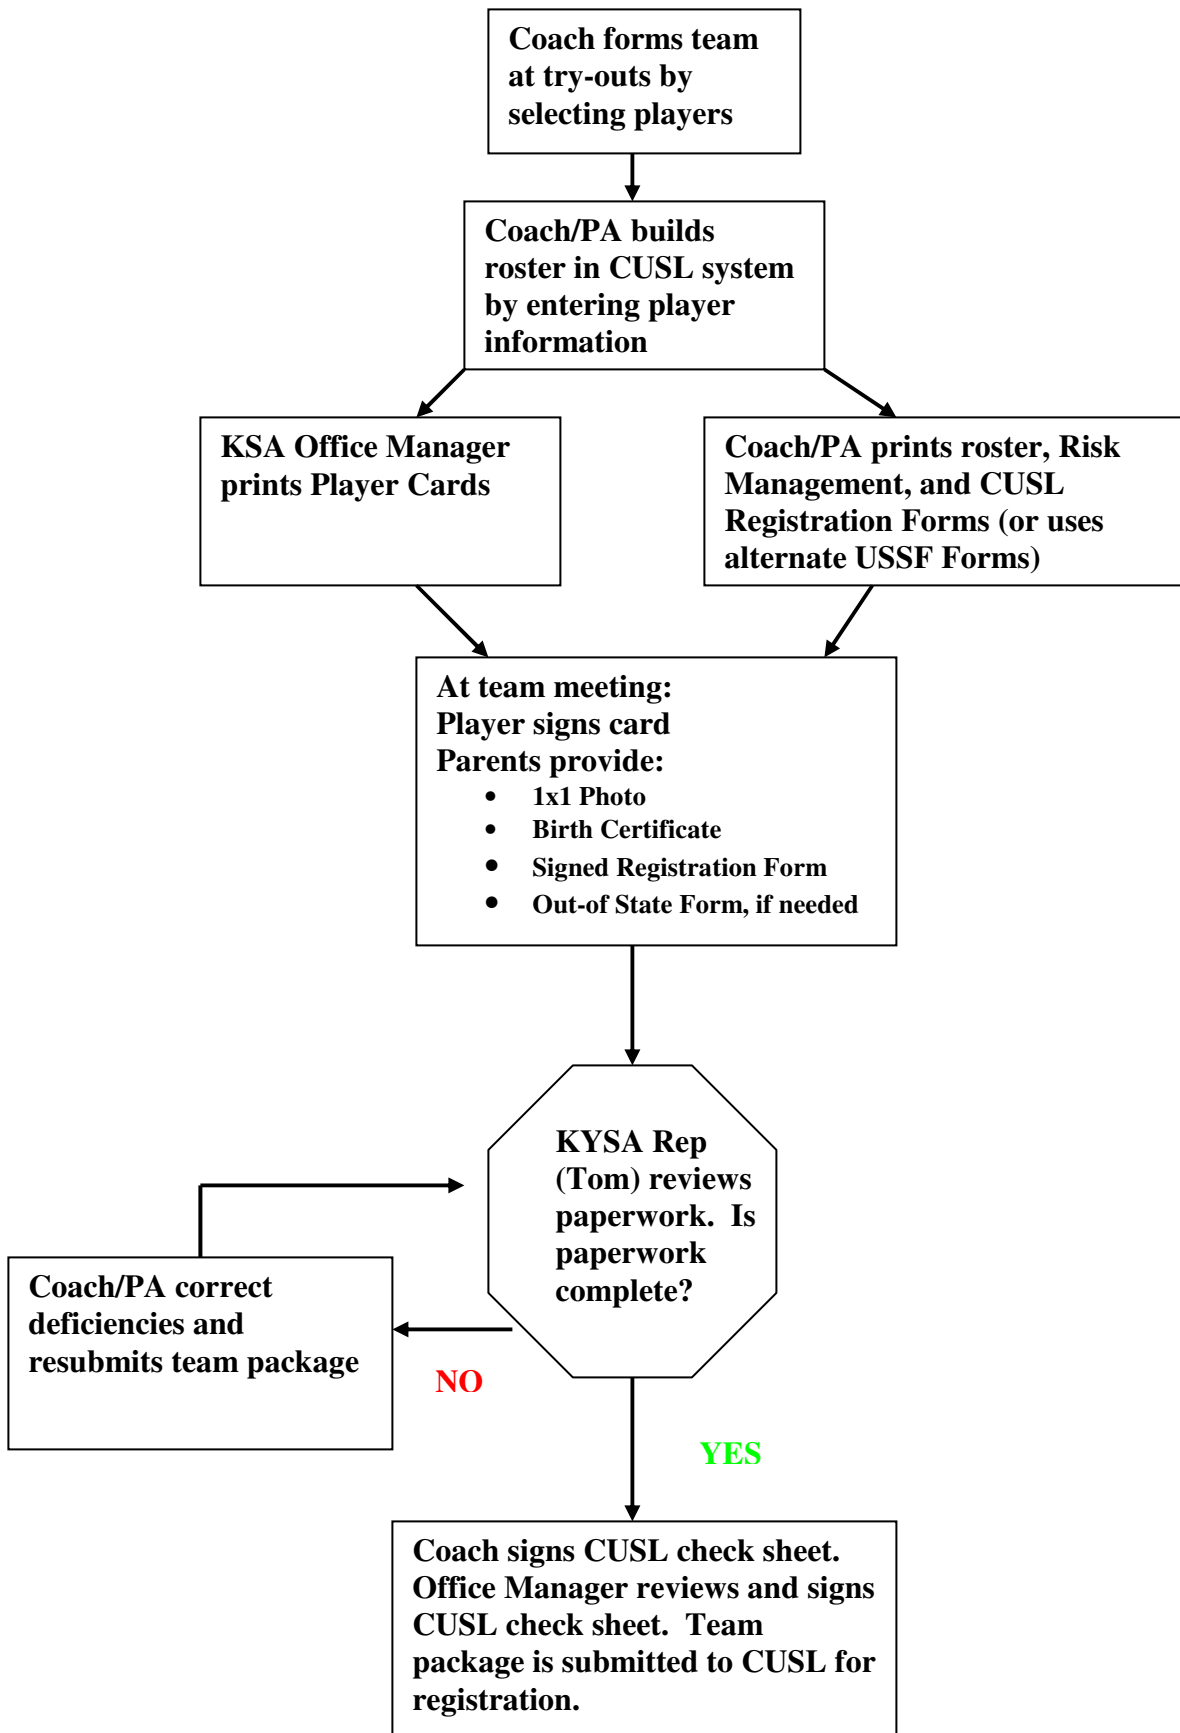 Coach forms team
at try-outs by
selecting players
Coach/PA builds
roster in CUSL system
by entering player
information
KSA Office Manager
prints Player Cards
Coach/PA prints roster, Risk
Management, and CUSL
Registration Forms (or uses
alternate USSF Forms)
At team meeting:
Player signs card
Parents provide:
• 1x1 Photo
• Birth Certificate
• Signed Registration Form
• Out-of State Form, if needed
KYSA Rep
(Tom) reviews
paperwork.  Is
paperwork
complete?
Coach/PA correct
deficiencies and
resubmits team package
NO
YES
Coach signs CUSL check sheet.
Office Manager reviews and signs
CUSL check sheet.  Team
package is submitted to CUSL for
registration.